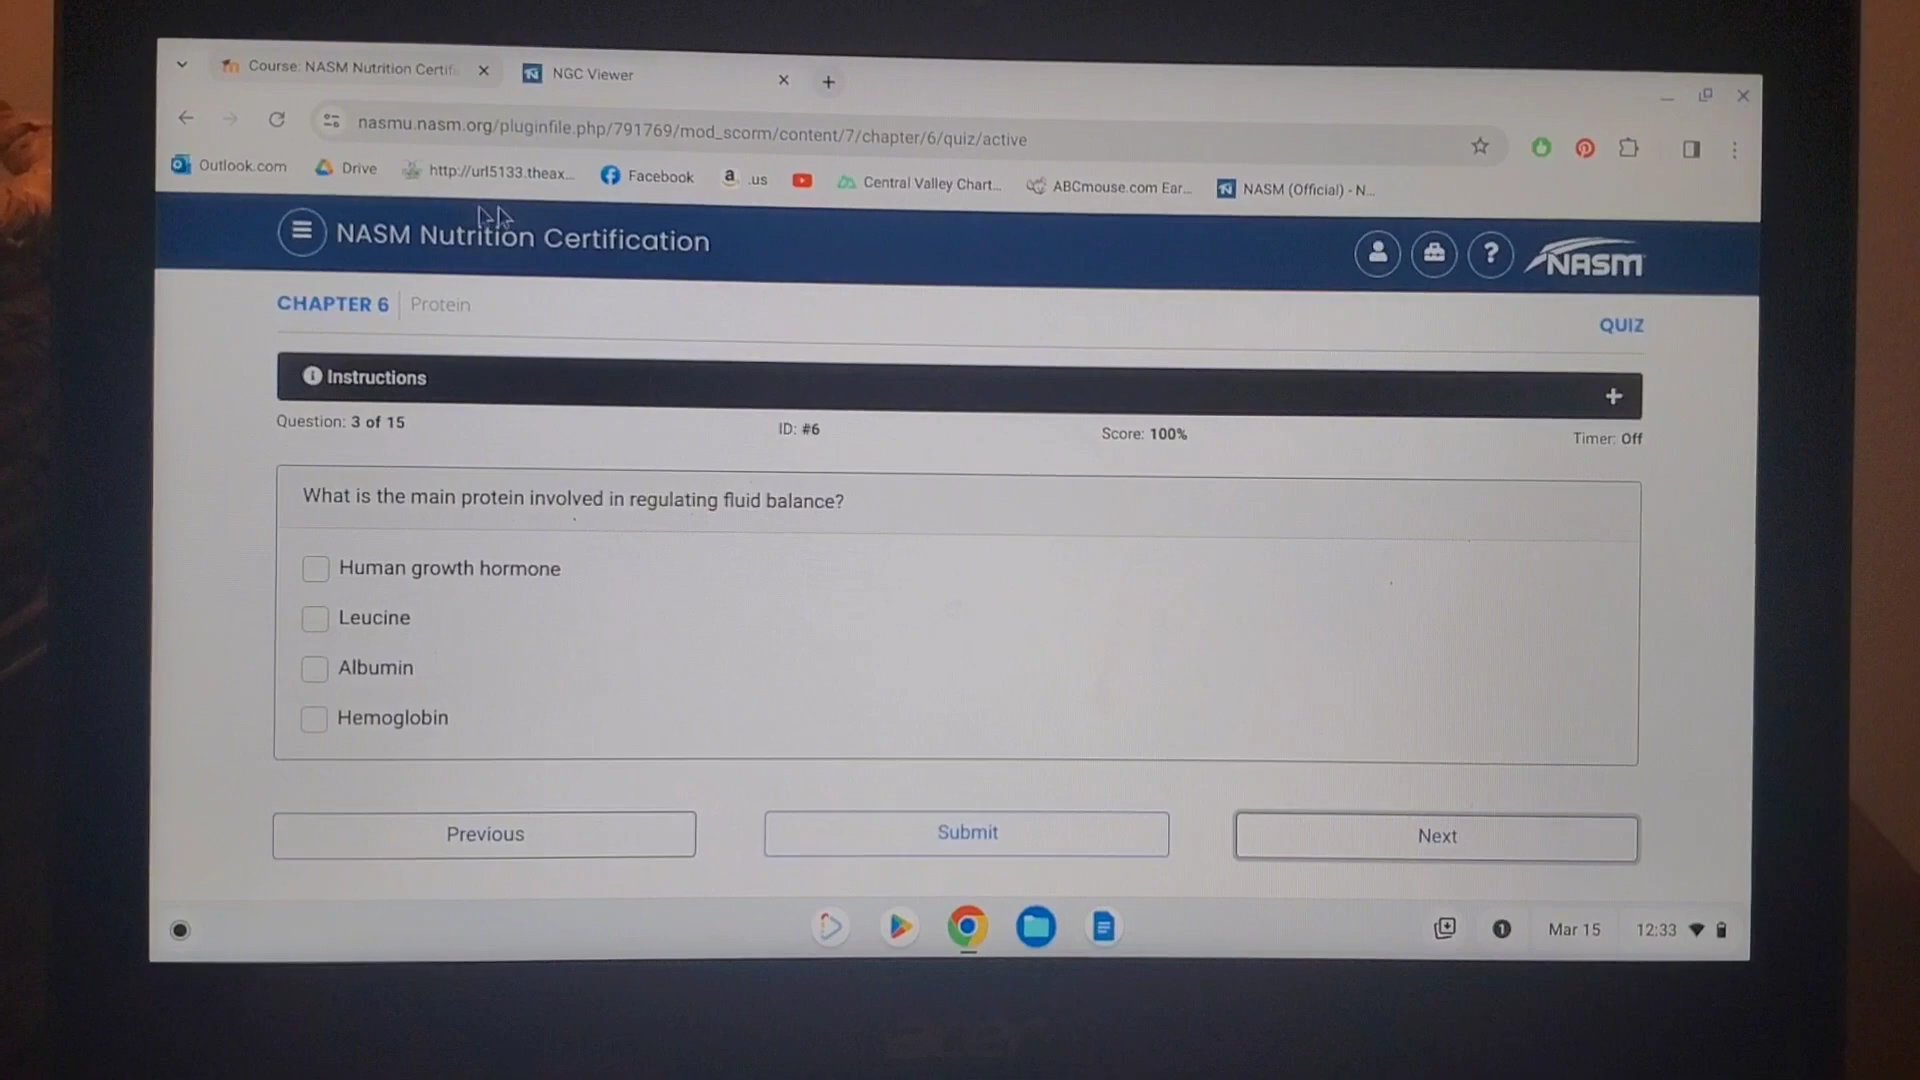 Course: NASM Nutrition Certifi
NGC Viewer
nasmu.nasm.org/pluginfile.php/791769/mod_scorm/content/7/chapter/6/quiz/active
Outlook.com
Drive
http://url5133.theax...
Facebook
a .us
Central Valley Chart...
ABCmouse.com Ear...
NASM (Official) - N...
NASM Nutrition Certification
?
NASM
CHAPTER 6 | Protein
QUIZ
Instructions
Question: 3 of 15
ID: #6
Score: 100%
Timer: Off
What is the main protein involved in regulating fluid balance?
Human growth hormone
Leucine
Albumin
Hemoglobin
Previous
Submit
Next
1
Mar 15
12:33